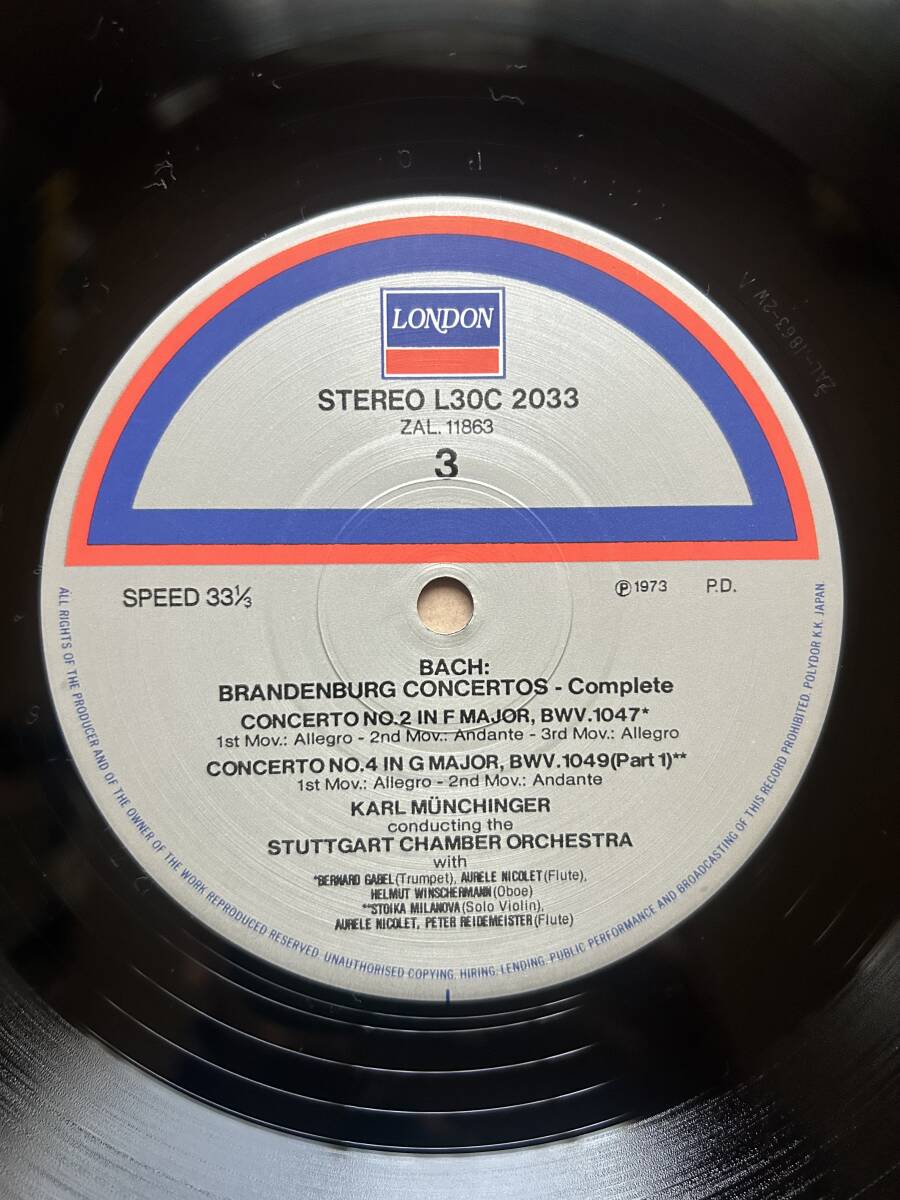 LONDON
STEREO L30C 2033
ZAL. 11863
3
SPEED 33⅓
Ⓟ1973 P.D.
BACH:
BRANDENBURG CONCERTOS - Complete
CONCERTO NO.2 IN F MAJOR, BWV.1047*
1st Mov.: Allegro - 2nd Mov.: Andante - 3rd Mov.: Allegro
CONCERTO NO.4 IN G MAJOR, BWV.1049(Part 1)**
1st Mov.: Allegro - 2nd Mov.: Andante
KARL MÜNCHINGER
conducting the
STUTTGART CHAMBER ORCHESTRA
with
*BERNARD GABEL(Trumpet), AURELE NICOLET(Flute),
HELMUT WINSCHERMANN(Oboe)
**STOIKA MILANOVA(Solo Violin),
AURELE NICOLET, PETER REIDEMEISTER(Flute)
ALL RIGHTS OF THE PRODUCER AND OF THE OWNER OF THE WORK REPRODUCED RESERVED. UNAUTHORISED COPYING, HIRING, LENDING, PUBLIC PERFORMANCE AND BROADCASTING OF THIS RECORD PROHIBITED. POLYDOR K.K. JAPAN
ZAL-11863-2W